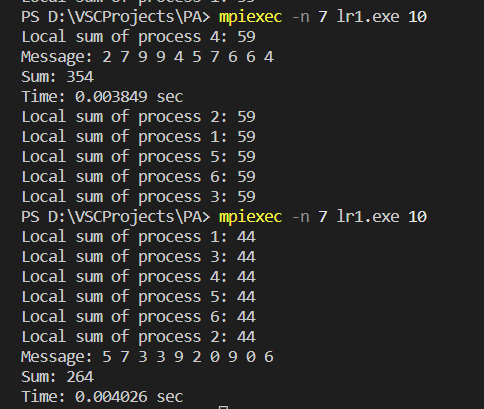 PS D:\VSCProjects\PA> mpiexec -n 7 lr1.exe 10
Local sum of process 4: 59
Message: 2 7 9 9 4 5 7 6 6 4
Sum: 354
Time: 0.003849 sec
Local sum of process 2: 59
Local sum of process 1: 59
Local sum of process 5: 59
Local sum of process 6: 59
Local sum of process 3: 59
PS D:\VSCProjects\PA> mpiexec -n 7 lr1.exe 10
Local sum of process 1: 44
Local sum of process 3: 44
Local sum of process 4: 44
Local sum of process 5: 44
Local sum of process 6: 44
Local sum of process 2: 44
Message: 5 7 3 3 9 2 0 9 0 6
Sum: 264
Time: 0.004026 sec